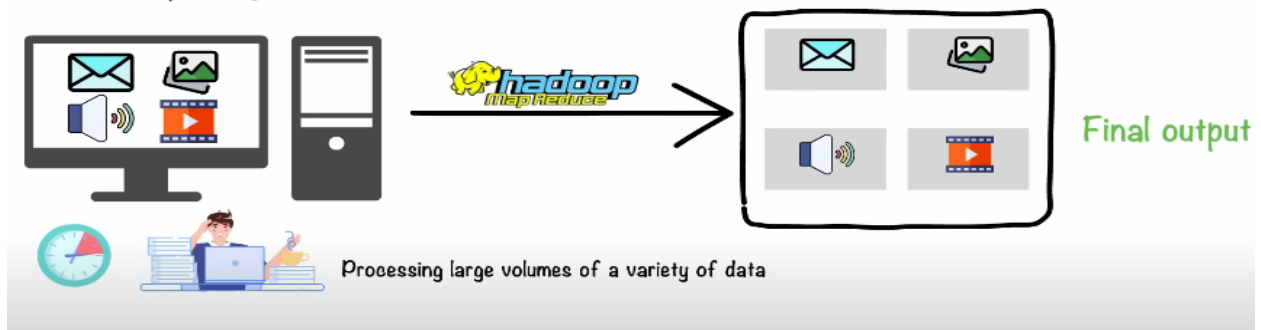 hadoop
Map Reduce
Final output
Processing large volumes of a variety of data